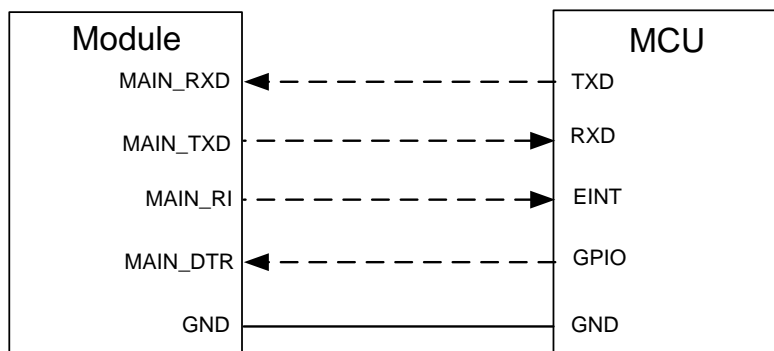 Module
MCU
MAIN_RXD
TXD
MAIN_TXD
RXD
MAIN_RI
EINT
MAIN_DTR
GPIO
GND
GND